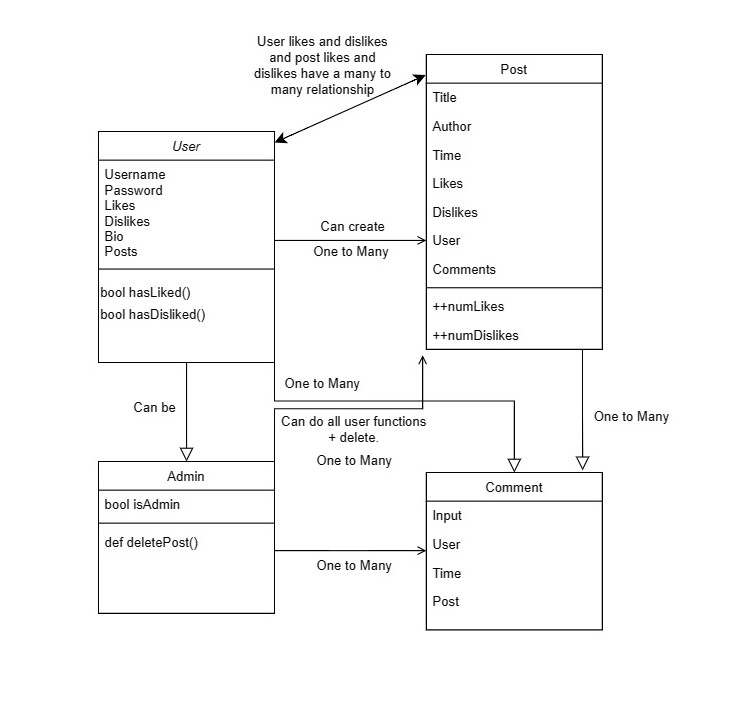 User likes and dislikes
and post likes and
dislikes have a many to
many relationship
Post
Title
Author
Time
Likes
Dislikes
User
Comments
++numLikes
++numDislikes
User
Username
Password
Likes
Dislikes
Bio
Posts
bool hasLiked()
bool hasDisliked()
Can create
One to Many
One to Many
Can be
Can do all user functions
+ delete.
One to Many
One to Many
Admin
bool isAdmin
def deletePost()
One to Many
Comment
Input
User
Time
Post